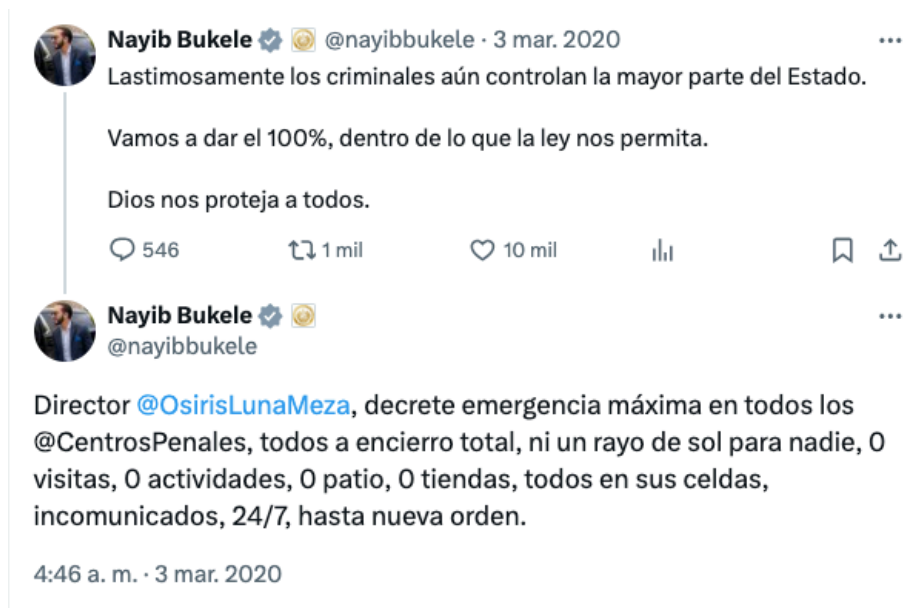 Nayib Bukele @nayibbukele · 3 mar. 2020
Lastimosamente los criminales aún controlan la mayor parte del Estado.
Vamos a dar el 100%, dentro de lo que la ley nos permita.
Dios nos proteja a todos.
546 1 mil 10 mil
Nayib Bukele
@nayibbukele
Director @OsirisLunaMeza, decrete emergencia máxima en todos los
@CentrosPenales, todos a encierro total, ni un rayo de sol para nadie, 0
visitas, 0 actividades, 0 patio, 0 tiendas, todos en sus celdas,
incomunicados, 24/7, hasta nueva orden.
4:46 a. m. · 3 mar. 2020